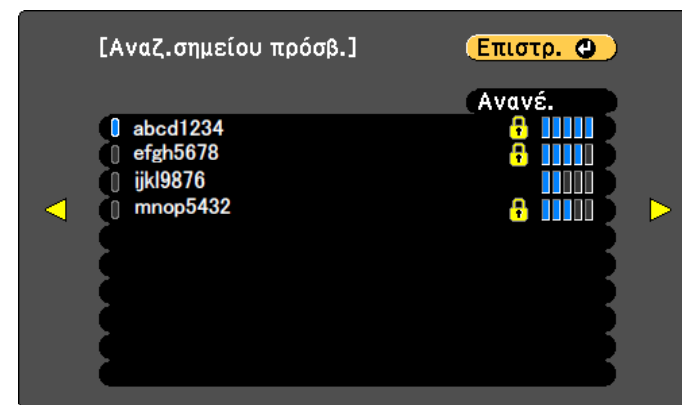 [Αναζ.σημείου πρόσβ.]
Επιστρ.
Ανανέ.
abcd1234
efgh5678
ijkl9876
mnop5432